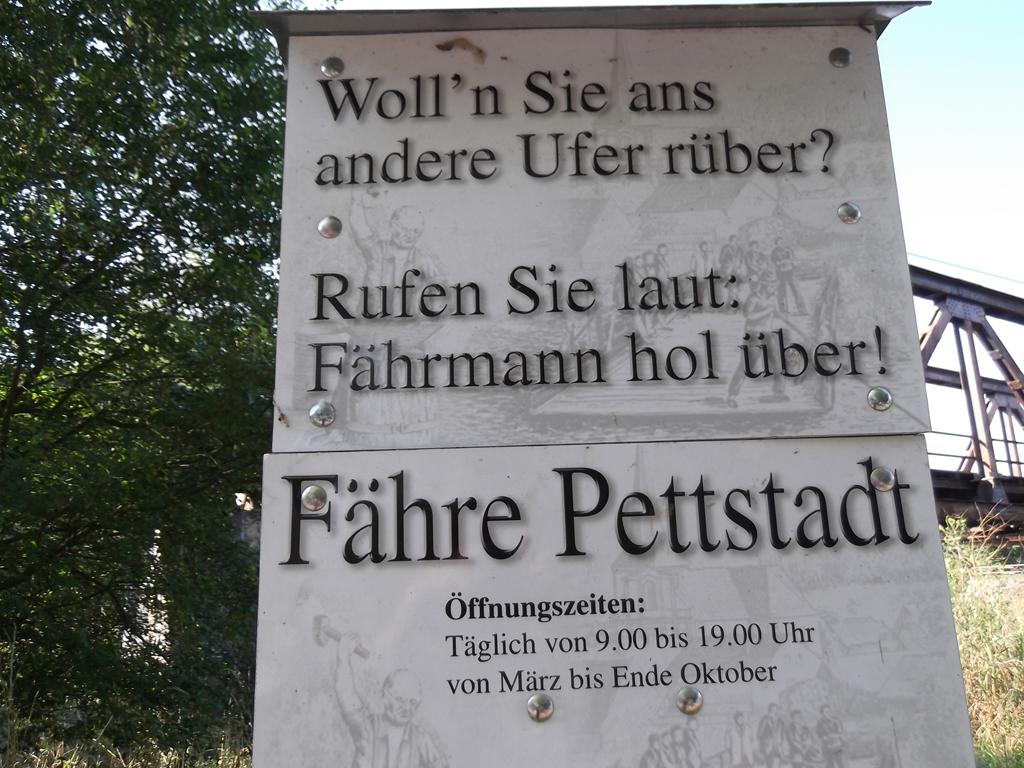 Woll'n Sie ans
andere Ufer rüber?
Rufen Sie laut:
Fährmann hol über!
Fähre Pettstadt
Öffnungszeiten:
Täglich von 9.00 bis 19.00 Uhr
von März bis Ende Oktober